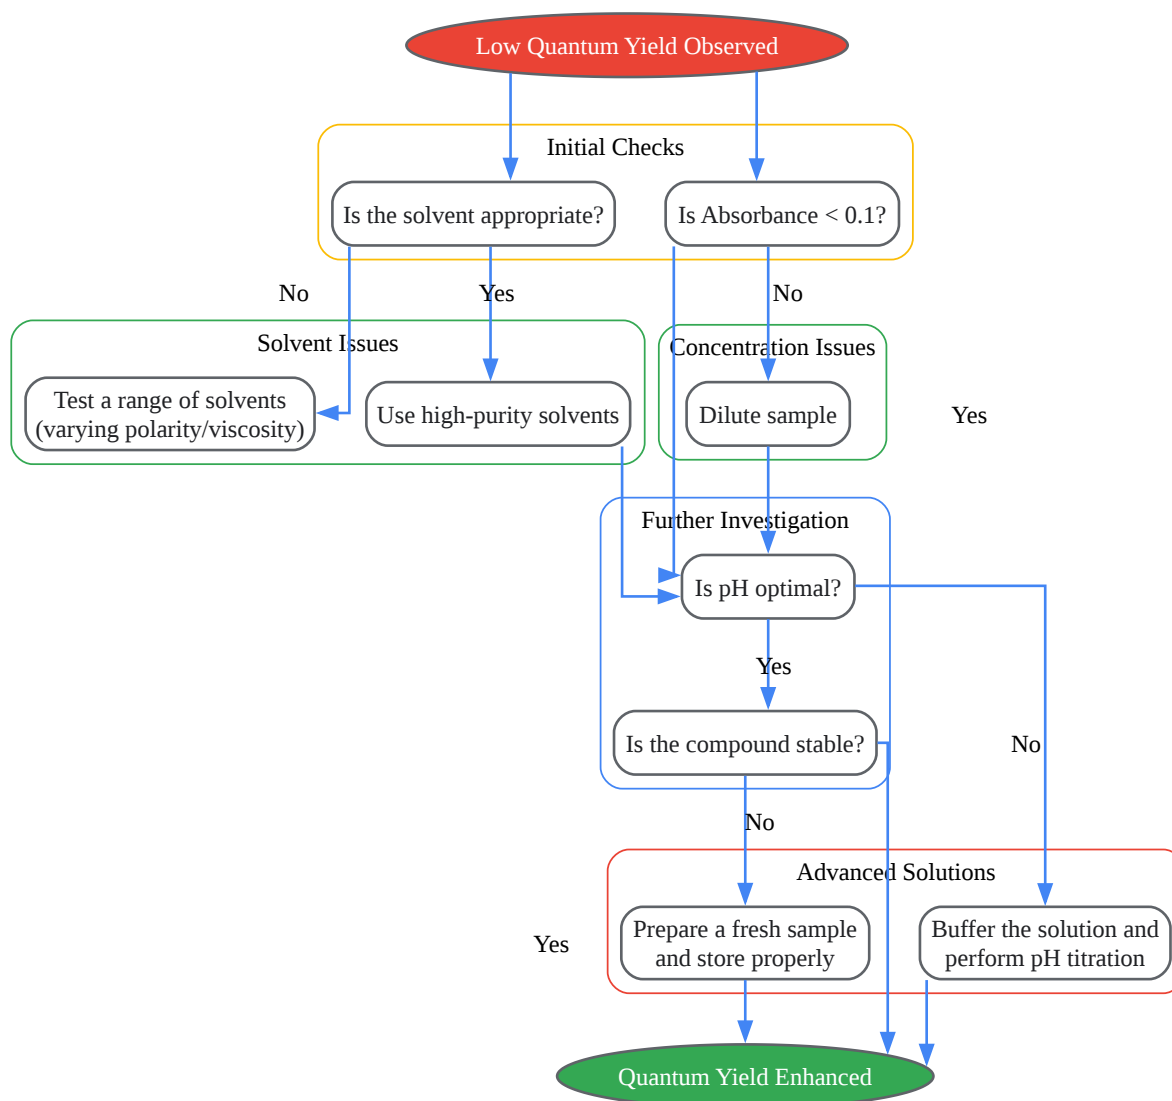 Low Quantum Yield Observed
Initial Checks
Is the solvent appropriate?
Is Absorbance < 0.1?
No
Yes
No
Solvent Issues
Concentration Issues
Test a range of solvents
(varying polarity/viscosity)
Use high-purity solvents
Dilute sample
Yes
Further Investigation
Is pH optimal?
Yes
Is the compound stable?
No
No
Advanced Solutions
Prepare a fresh sample
and store properly
Buffer the solution and
perform pH titration
Yes
Quantum Yield Enhanced